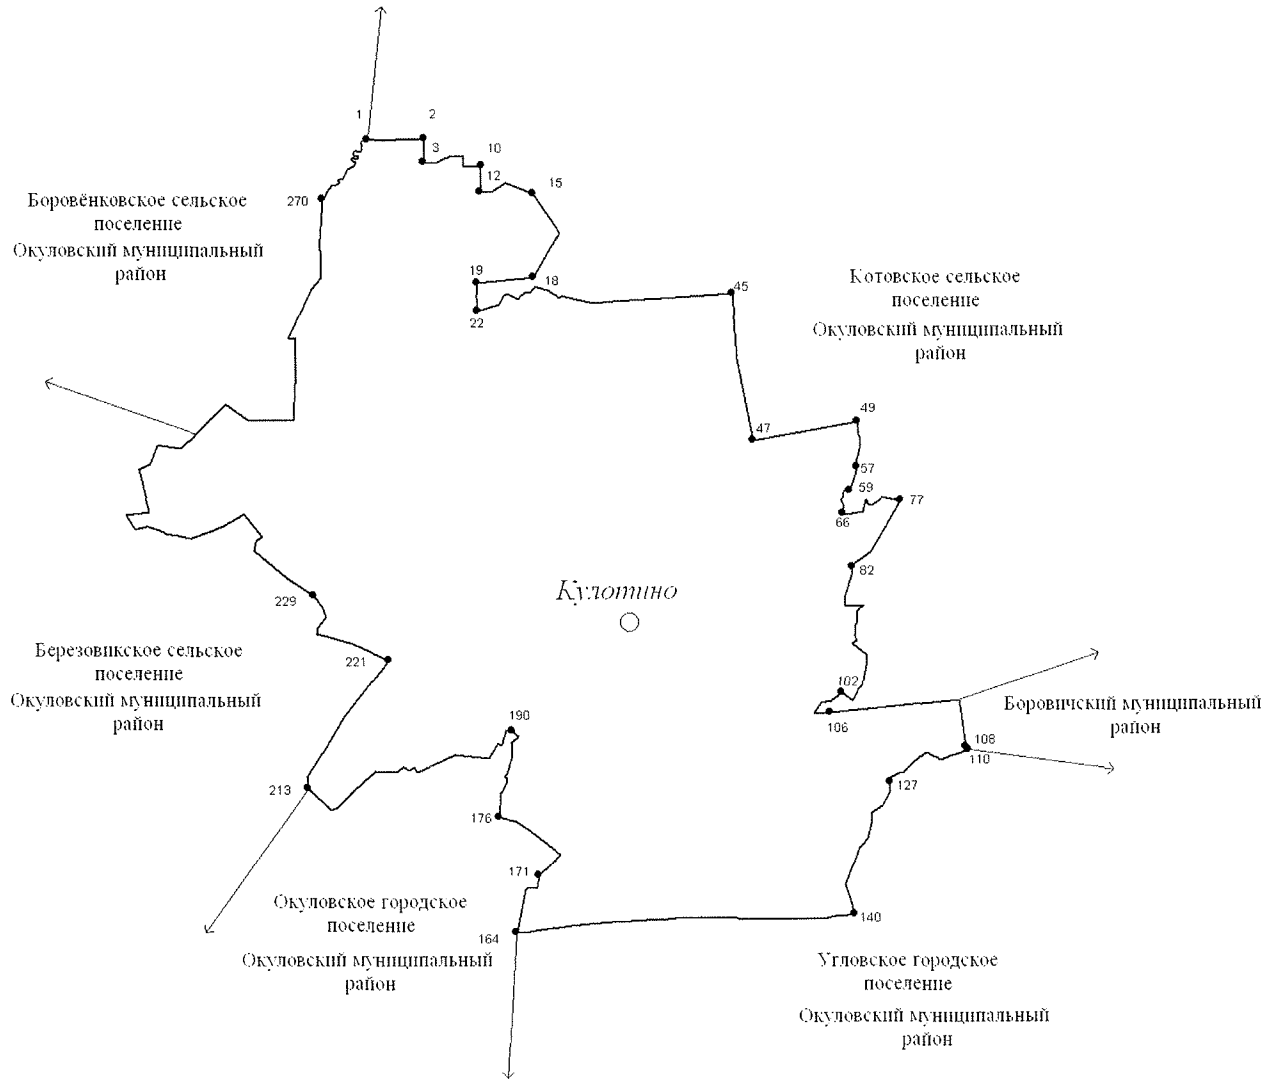 1
2
3
10
12
15
270
Боровёнковское сельское
поселение
Окуловский муниципальный
район
19
18
22
45
Котовское сельское
поселение
Окуловский муниципальный
район
49
47
57
59
77
66
82
Кулотино
229
221
Березовикское сельское
поселение
Окуловский муниципальный
район
102
106
Боровичский муниципальный
район
108
110
190
127
213
176
171
Окуловское городское
поселение
Окуловский муниципальный
район
164
140
Угловское городское
поселение
Окуловский муниципальный
район